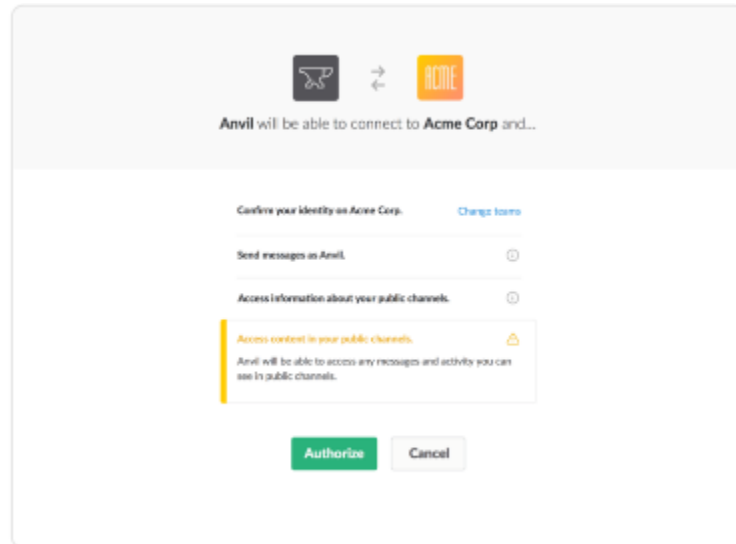 ACME
Anvil will be able to connect to Acme Corp and...
Confirm your identity on Acme Corp.
Change teams
Send messages as Anvil.
Access information about your public channels.
Access content in your public channels.
Anvil will be able to access any messages and activity you can
see in public channels.
Authorize
Cancel